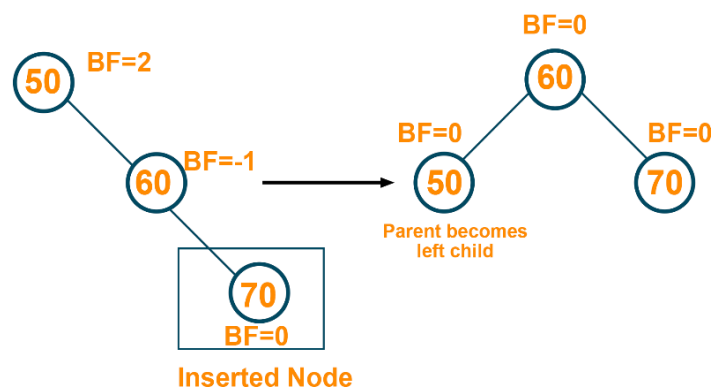 50
BF=2
60
BF=-1
70
BF=0
Inserted Node
BF=0
60
BF=0
50
Parent becomes
left child
BF=0
70